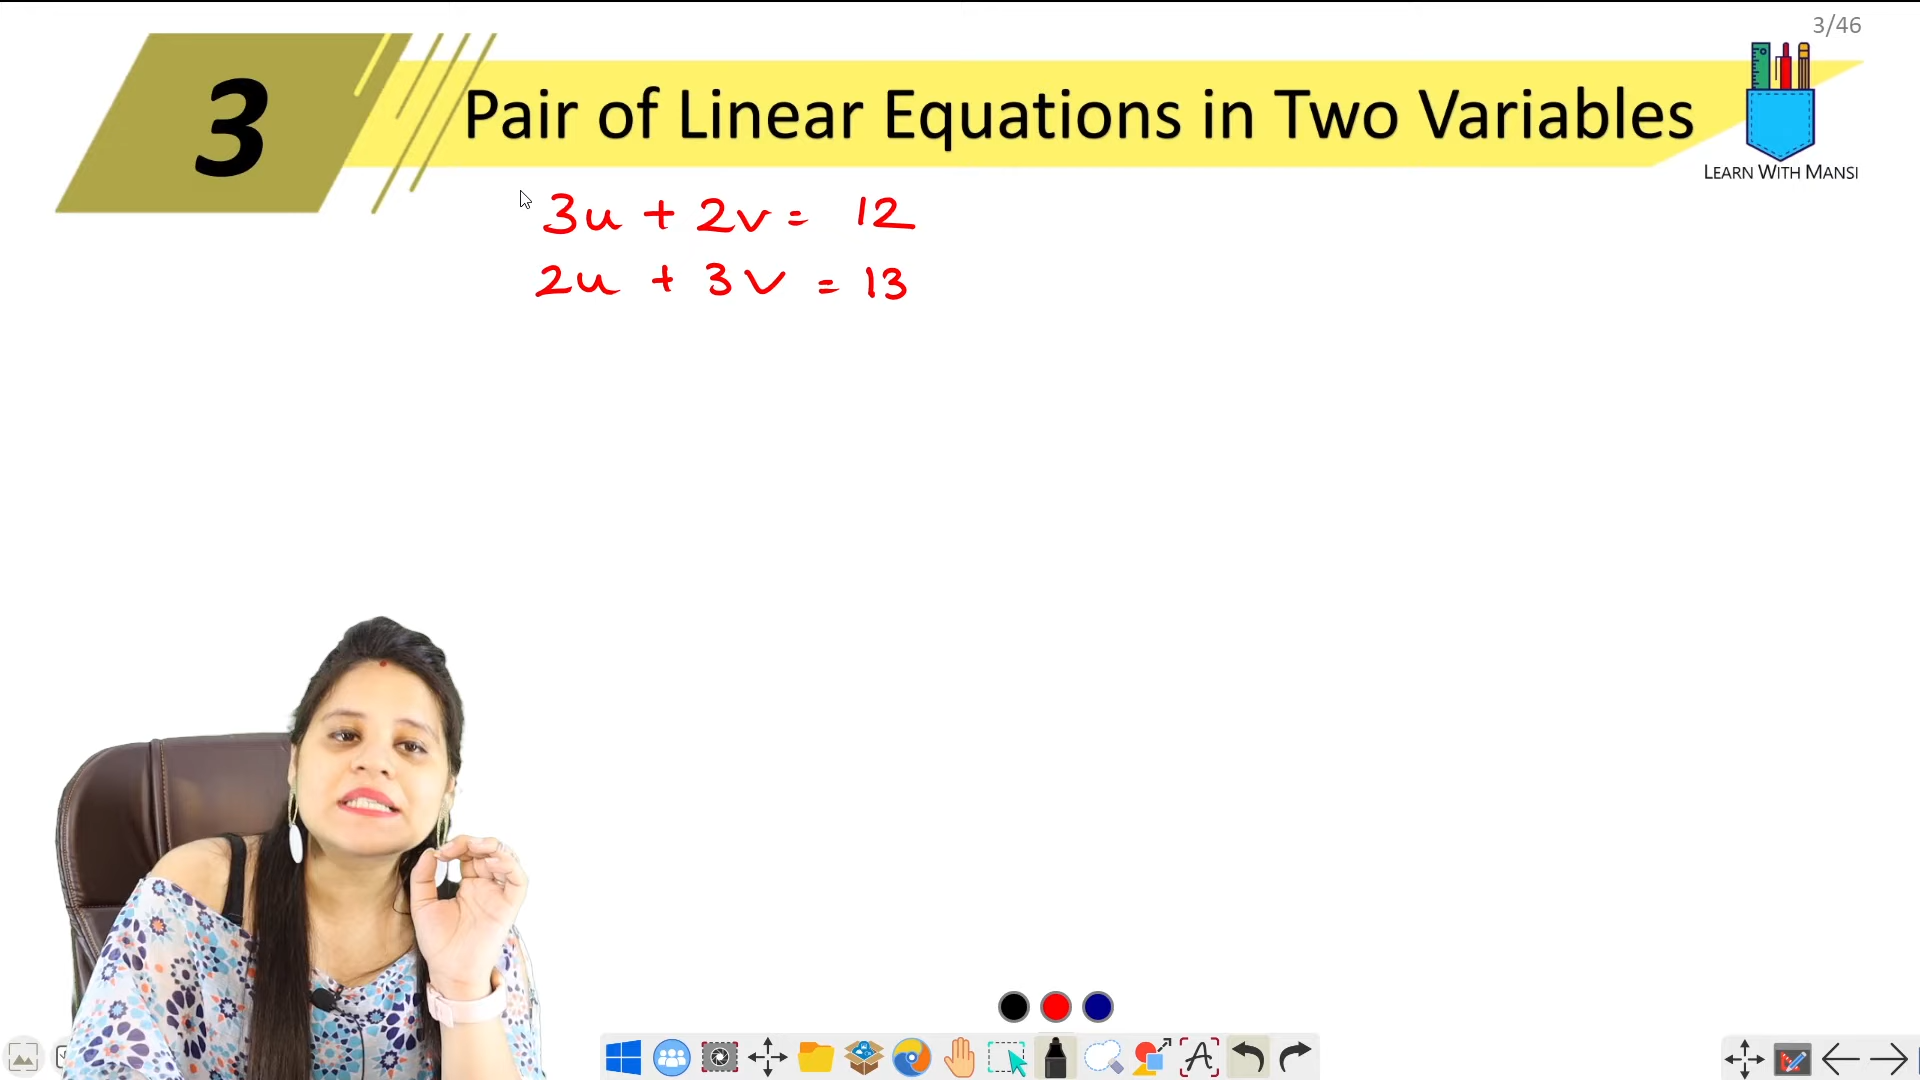 3/46
3
Pair of Linear Equations in Two Variables
LEARN WITH MANSI
3u + 2v = 12
2u + 3v = 13